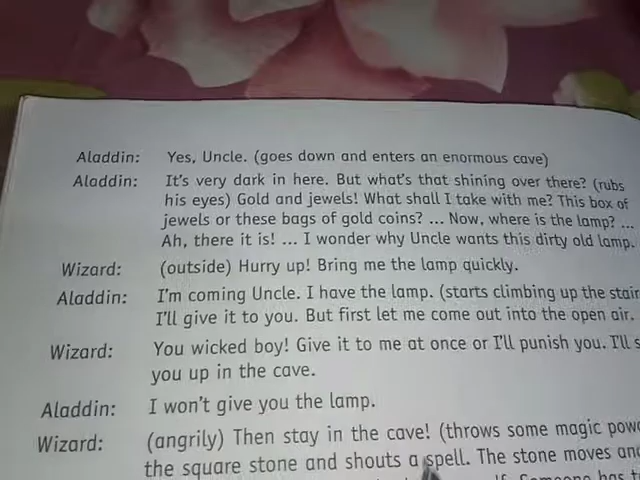 Aladdin: Yes, Uncle. (goes down and enters an enormous cave)
Aladdin: It's very dark in here. But what's that shining over there? (rubs
his eyes) Gold and jewels! What shall I take with me? This box of
jewels or these bags of gold coins? ... Now, where is the lamp? ...
Ah, there it is! ... I wonder why Uncle wants this dirty old lamp.
Wizard: (outside) Hurry up! Bring me the lamp quickly.
Aladdin: I'm coming Uncle. I have the lamp. (starts climbing up the stair
I'll give it to you. But first let me come out into the open air.
Wizard: You wicked boy! Give it to me at once or I'll punish you. I'll s
you up in the cave.
Aladdin: I won't give you the lamp.
Wizard: (angrily) Then stay in the cave! (throws some magic powd
the square stone and shouts a spell. The stone moves and